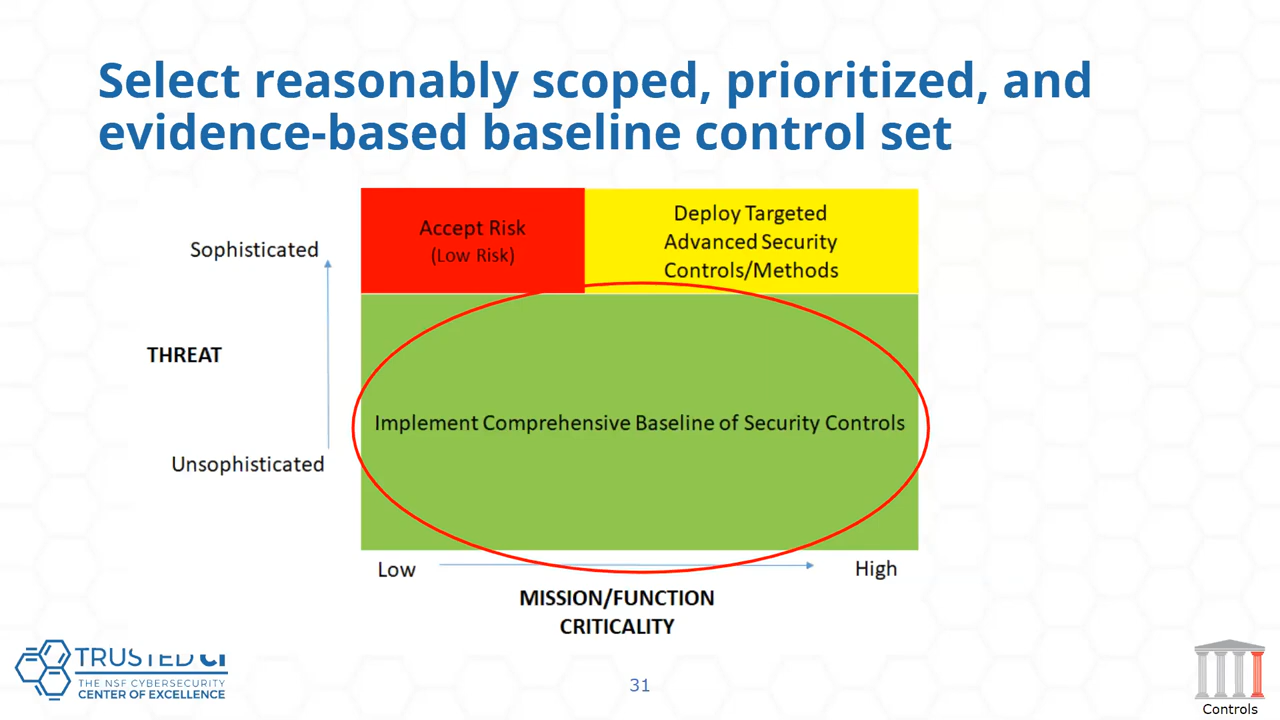 Select reasonably scoped, prioritized, and
evidence-based baseline control set
Accept Risk
(Low Risk)
Deploy Targeted
Advanced Security
Controls/Methods
Sophisticated
THREAT
Implement Comprehensive Baseline of Security Controls
Unsophisticated
Low
High
MISSION/FUNCTION
CRITICALITY
TRUSTED CI
THE NSF CYBERSECURITY
CENTER OF EXCELLENCE
31
Controls